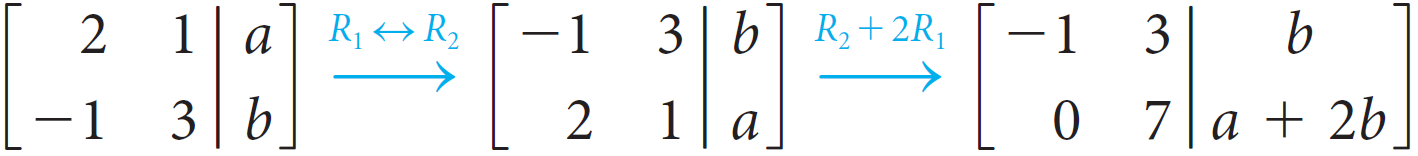 2 1 | a R₁ ↔ R₂ −1 3 | b R₂ + 2R₁ −1 3 | b
−1 3 | b 2 1 | a 0 7 | a + 2b